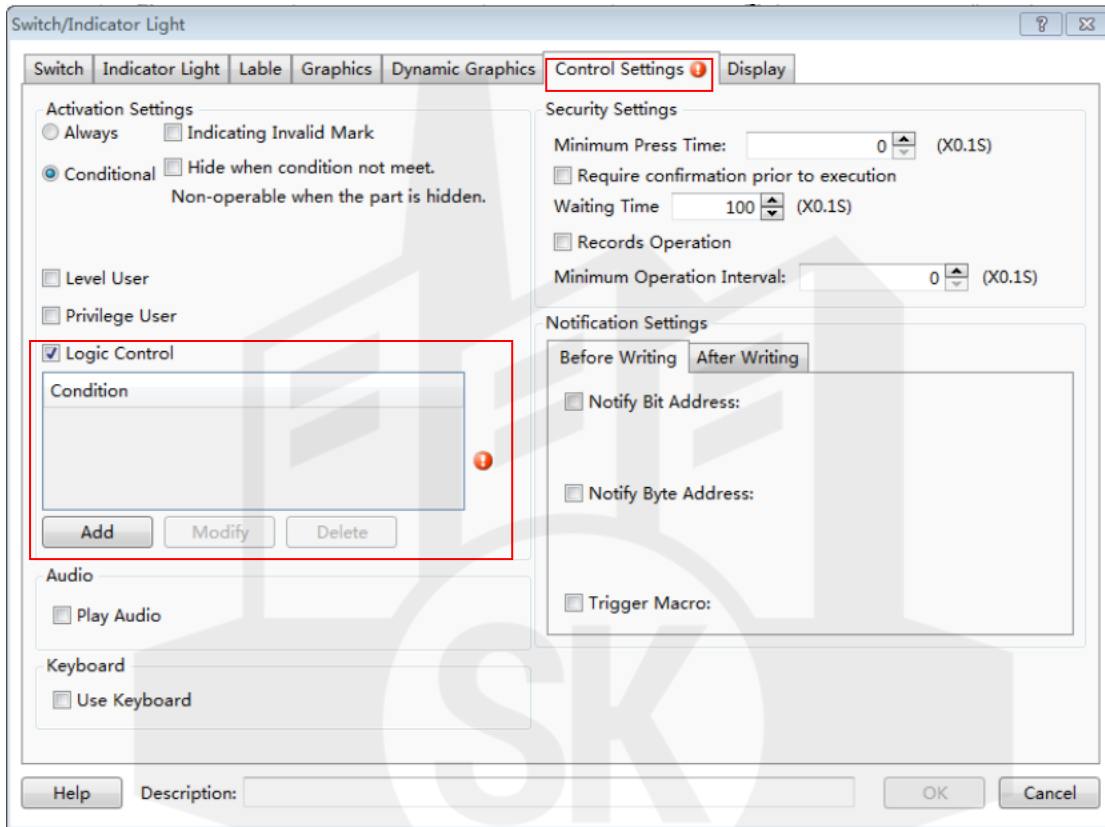 Switch/Indicator Light
Switch
Indicator Light
Lable
Graphics
Dynamic Graphics
Control Settings
Display
Activation Settings
Always
Indicating Invalid Mark
Conditional
Hide when condition not meet.
Non-operable when the part is hidden.
Level User
Privilege User
Logic Control
Condition
Add
Modify
Delete
Audio
Play Audio
Keyboard
Use Keyboard
Security Settings
Minimum Press Time:
0
(X0.1S)
Require confirmation prior to execution
Waiting Time
100
(X0.1S)
Records Operation
Minimum Operation Interval:
0
(X0.1S)
Notification Settings
Before Writing
After Writing
Notify Bit Address:
Notify Byte Address:
Trigger Macro:
SK
Help
Description:
OK
Cancel